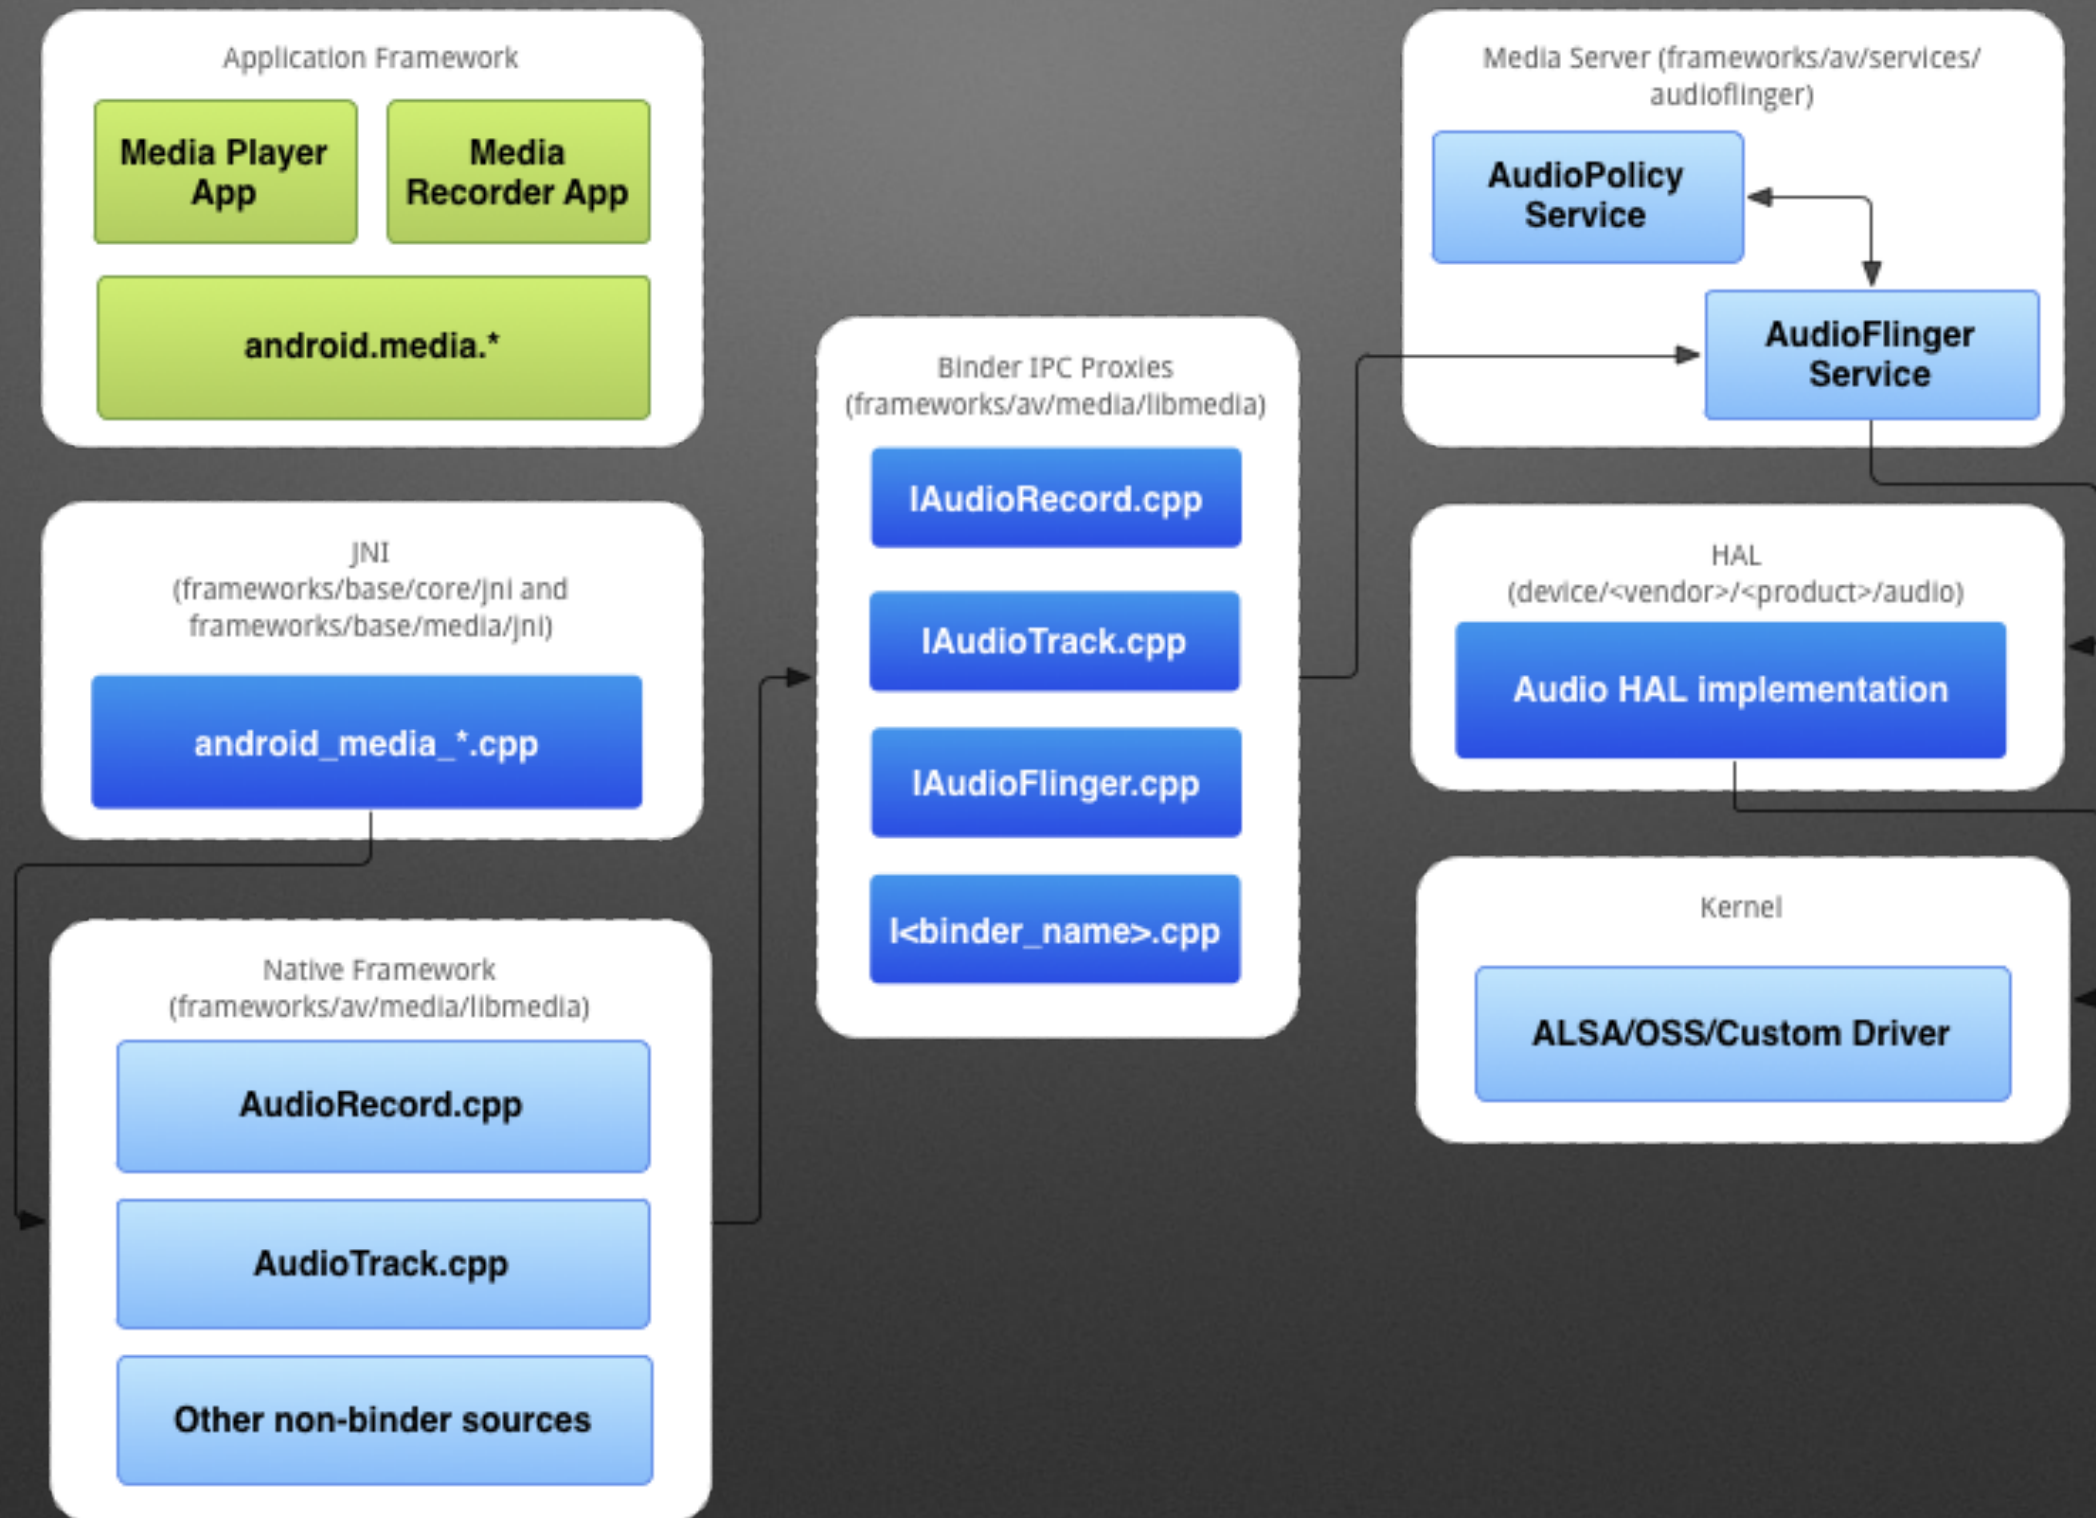 Application Framework
Media Player
App
Media
Recorder App
android.media.*
JNI
(frameworks/base/core/jni and
frameworks/base/media/jni)
android_media_*.cpp
Native Framework
(frameworks/av/media/libmedia)
AudioRecord.cpp
AudioTrack.cpp
Other non-binder sources
Binder IPC Proxies
(frameworks/av/media/libmedia)
IAudioRecord.cpp
IAudioTrack.cpp
IAudioFlinger.cpp
I<binder_name>.cpp
Media Server (frameworks/av/services/
audioflinger)
AudioPolicy
Service
AudioFlinger
Service
HAL
(device/<vendor>/<product>/audio)
Audio HAL implementation
Kernel
ALSA/OSS/Custom Driver